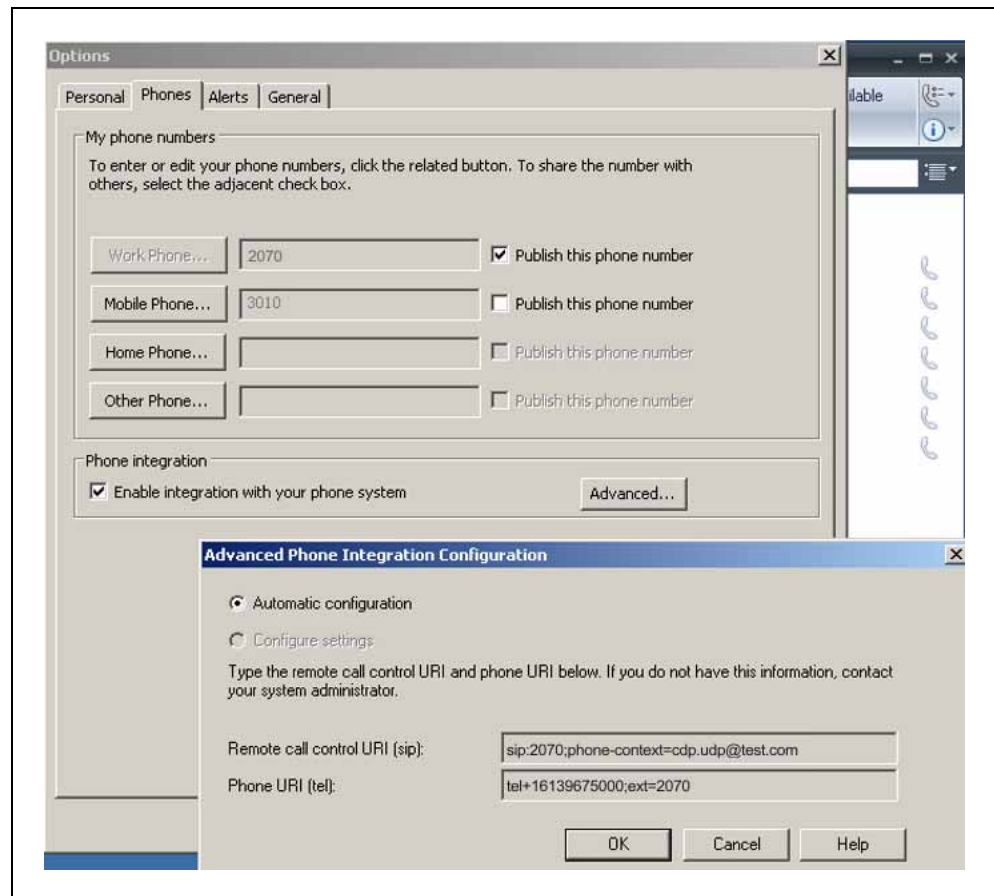 Options
Personal Phones Alerts General
ilable
My phone numbers
To enter or edit your phone numbers, click the related button. To share the number with
others, select the adjacent check box.
Work Phone... 2070 Publish this phone number
Mobile Phone... 3010 Publish this phone number
Home Phone... Publish this phone number
Other Phone... Publish this phone number
Phone integration
Enable integration with your phone system Advanced...
Advanced Phone Integration Configuration
Automatic configuration
Configure settings
Type the remote call control URI and phone URI below. If you do not have this information, contact
your system administrator.
Remote call control URI (sip): sip:2070;phone-context=cdp.udp@test.com
Phone URI (tel): tel+16139675000;ext=2070
OK Cancel Help